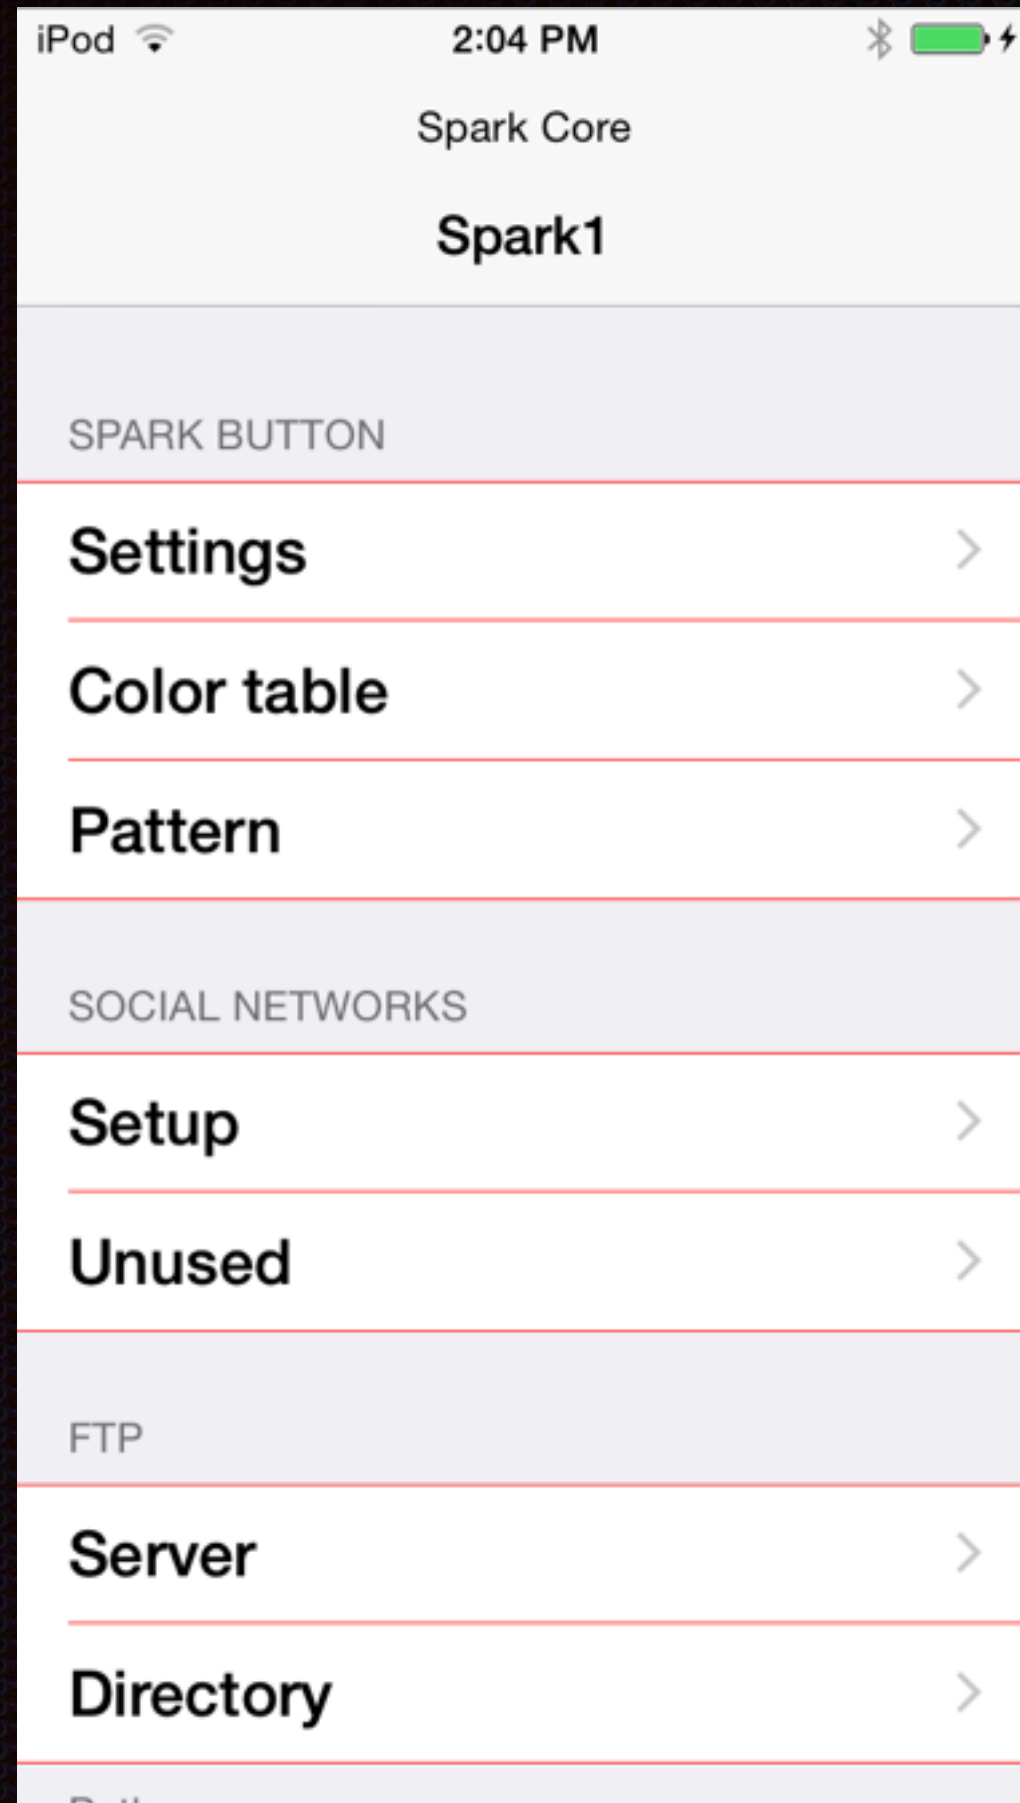 iPod 2:04 PM
Spark Core
Spark1
SPARK BUTTON
Settings
Color table
Pattern
SOCIAL NETWORKS
Setup
Unused
FTP
Server
Directory